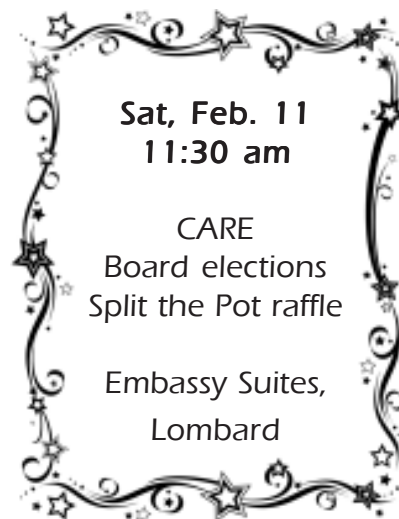 Sat, Feb. 11
11:30 am
CARE
Board elections
Split the Pot raffle
Embassy Suites,
Lombard